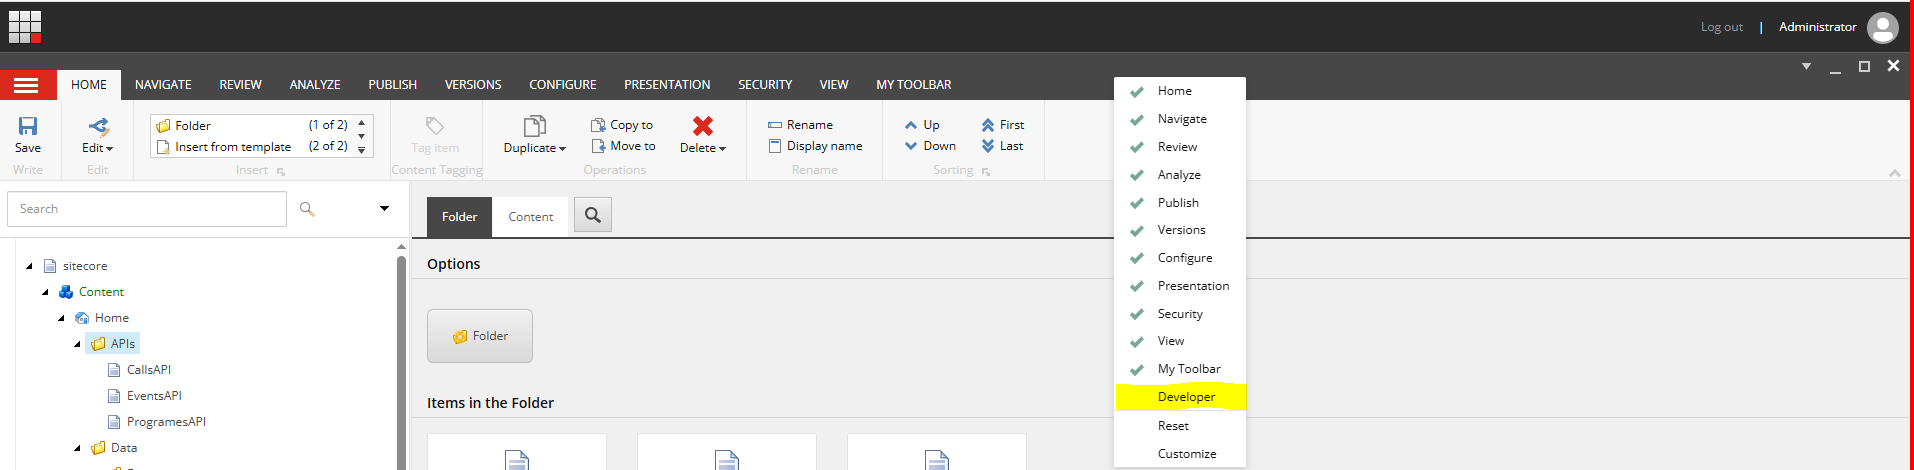 Log out | Administrator
HOME NAVIGATE REVIEW ANALYZE PUBLISH VERSIONS CONFIGURE PRESENTATION SECURITY VIEW MY TOOLBAR
Folder (1 of 2)
Insert from template (2 of 2)
Save
Edit
Tag item
Duplicate
Copy to
Move to
Delete
Rename
Display name
Up
Down
First
Last
Write
Edit
Insert
Content Tagging
Operations
Rename
Sorting
Search
sitecore
Content
Home
APIs
CallsAPI
EventsAPI
ProgramesAPI
Data
Folder Content
Options
Folder
Items in the Folder
Home
Navigate
Review
Analyze
Publish
Versions
Configure
Presentation
Security
View
My Toolbar
Developer
Reset
Customize